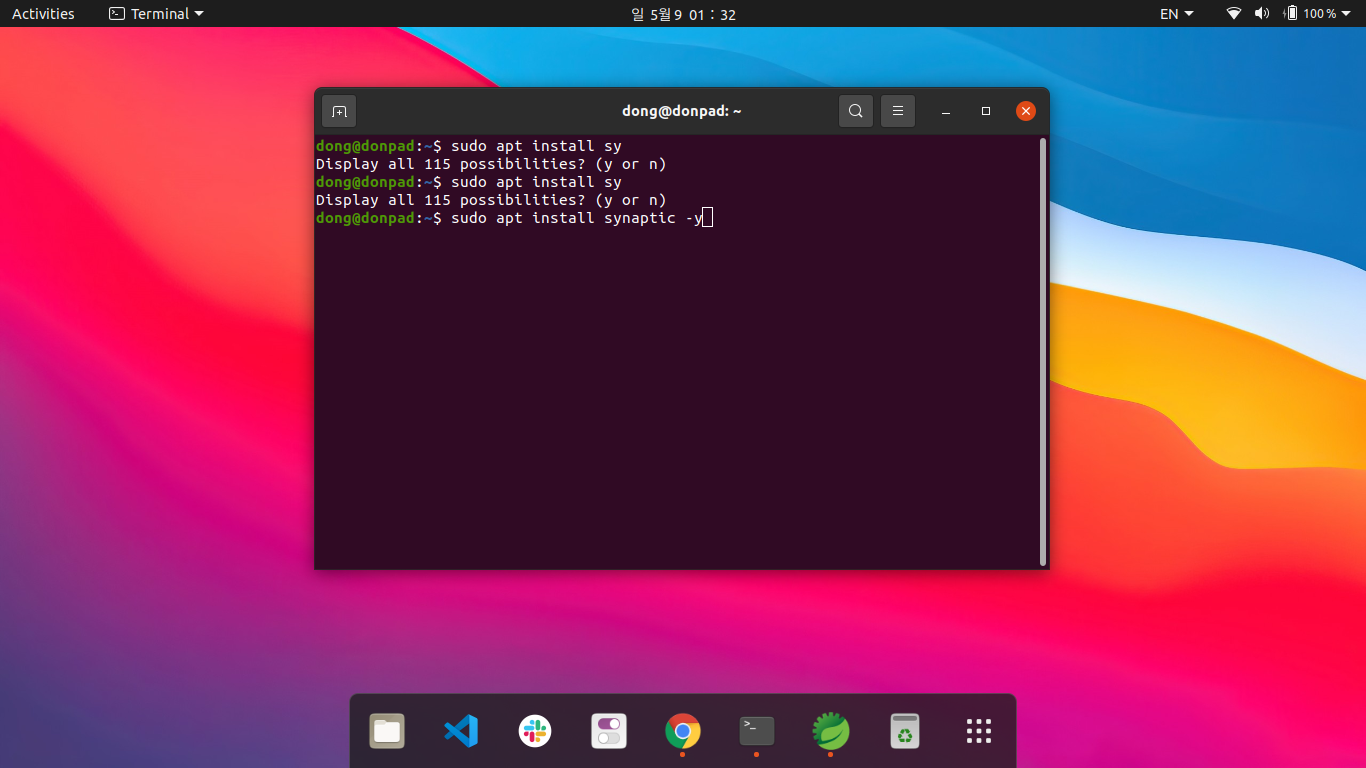 Activities Terminal 일 5월 9 01 : 32 EN 100 %
dong@donpad: ~
dong@donpad:~$ sudo apt install sy
Display all 115 possibilities? (y or n)
dong@donpad:~$ sudo apt install sy
Display all 115 possibilities? (y or n)
dong@donpad:~$ sudo apt install synaptic -y
>_